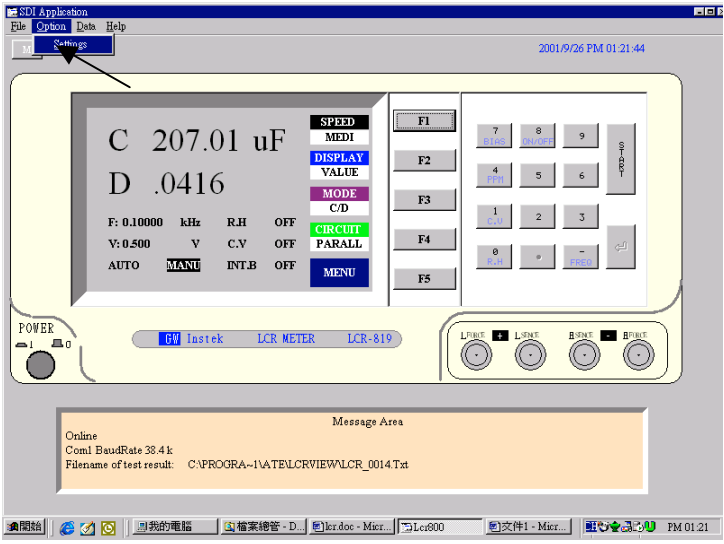 SDI Application
File Option Data Help
Settings
2001/9/26 PM 01:21:44
C 207.01 uF
D .0416
F: 0.10000 kHz R.H OFF
V: 0.500 V C.V OFF
AUTO MANU INT.B OFF
SPEED
MEDI
DISPLAY
VALUE
MODE
C/D
CIRCUIT
PARALL
MENU
F1
F2
F3
F4
F5
7 BIAS
8 ON/OFF
9
4 PPM
5
6
1 C.V
2
3
0 R.H
- FREQ
START
POWER
1 0
GW Instek LCR METER LCR-819
LFORCE + LSENCE HSENCE - HFORCE
Message Area
Online
Com1 BaudRate 38.4 k
Filename of test result: C:\PROGRA~1\ATE\LCRVIEW\LCR_0014.Txt
開始
我的電腦
檔案總管 - D...
lcr.doc - Micr...
Lcr800
文件1 - Micr...
PM 01:21